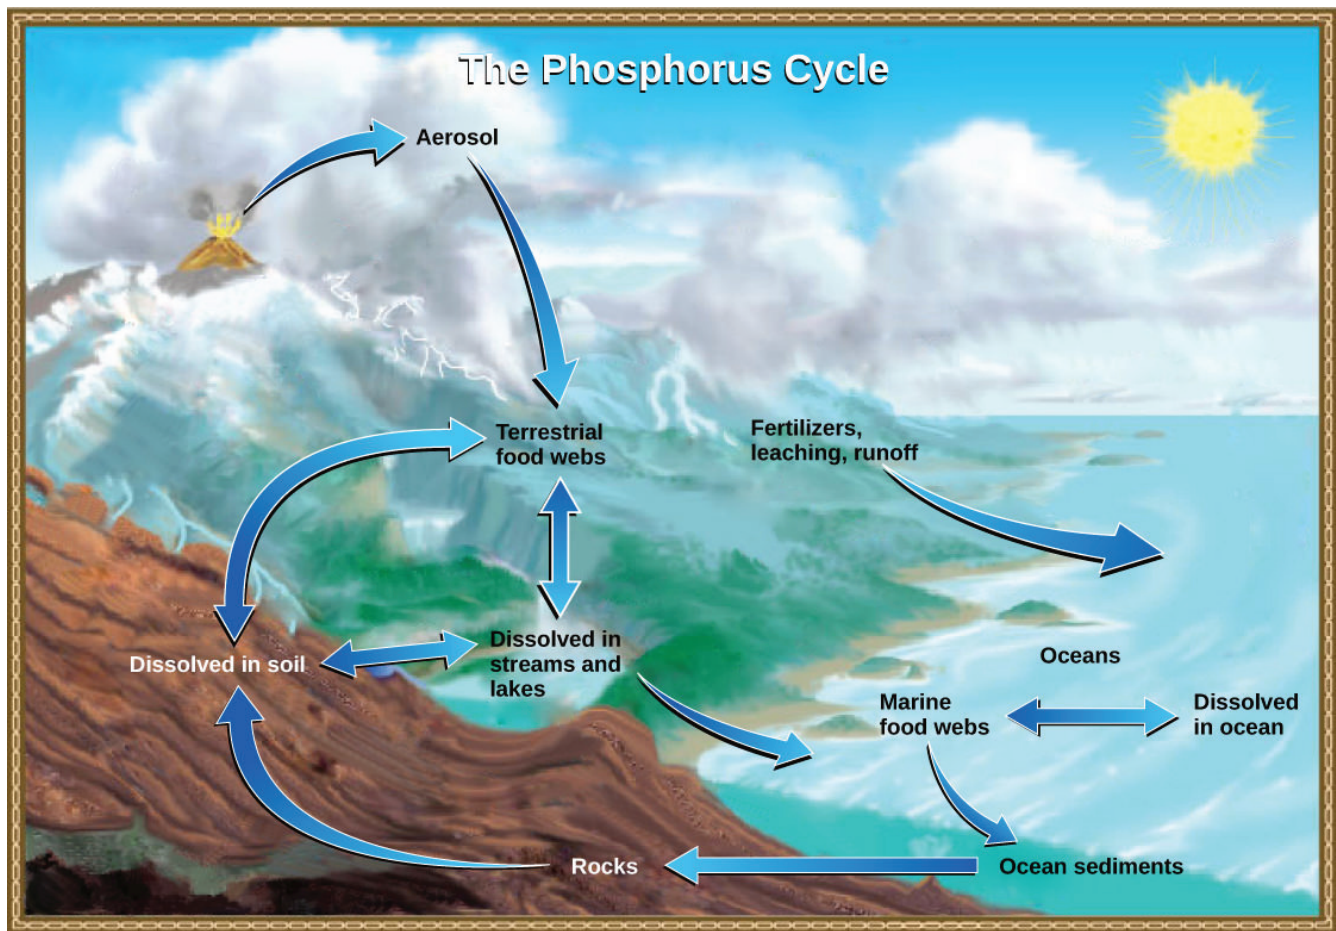 The Phosphorus Cycle
Aerosol
Terrestrial
food webs
Fertilizers,
leaching, runoff
Dissolved in soil
Dissolved in
streams and
lakes
Oceans
Marine
food webs
Dissolved
in ocean
Rocks
Ocean sediments